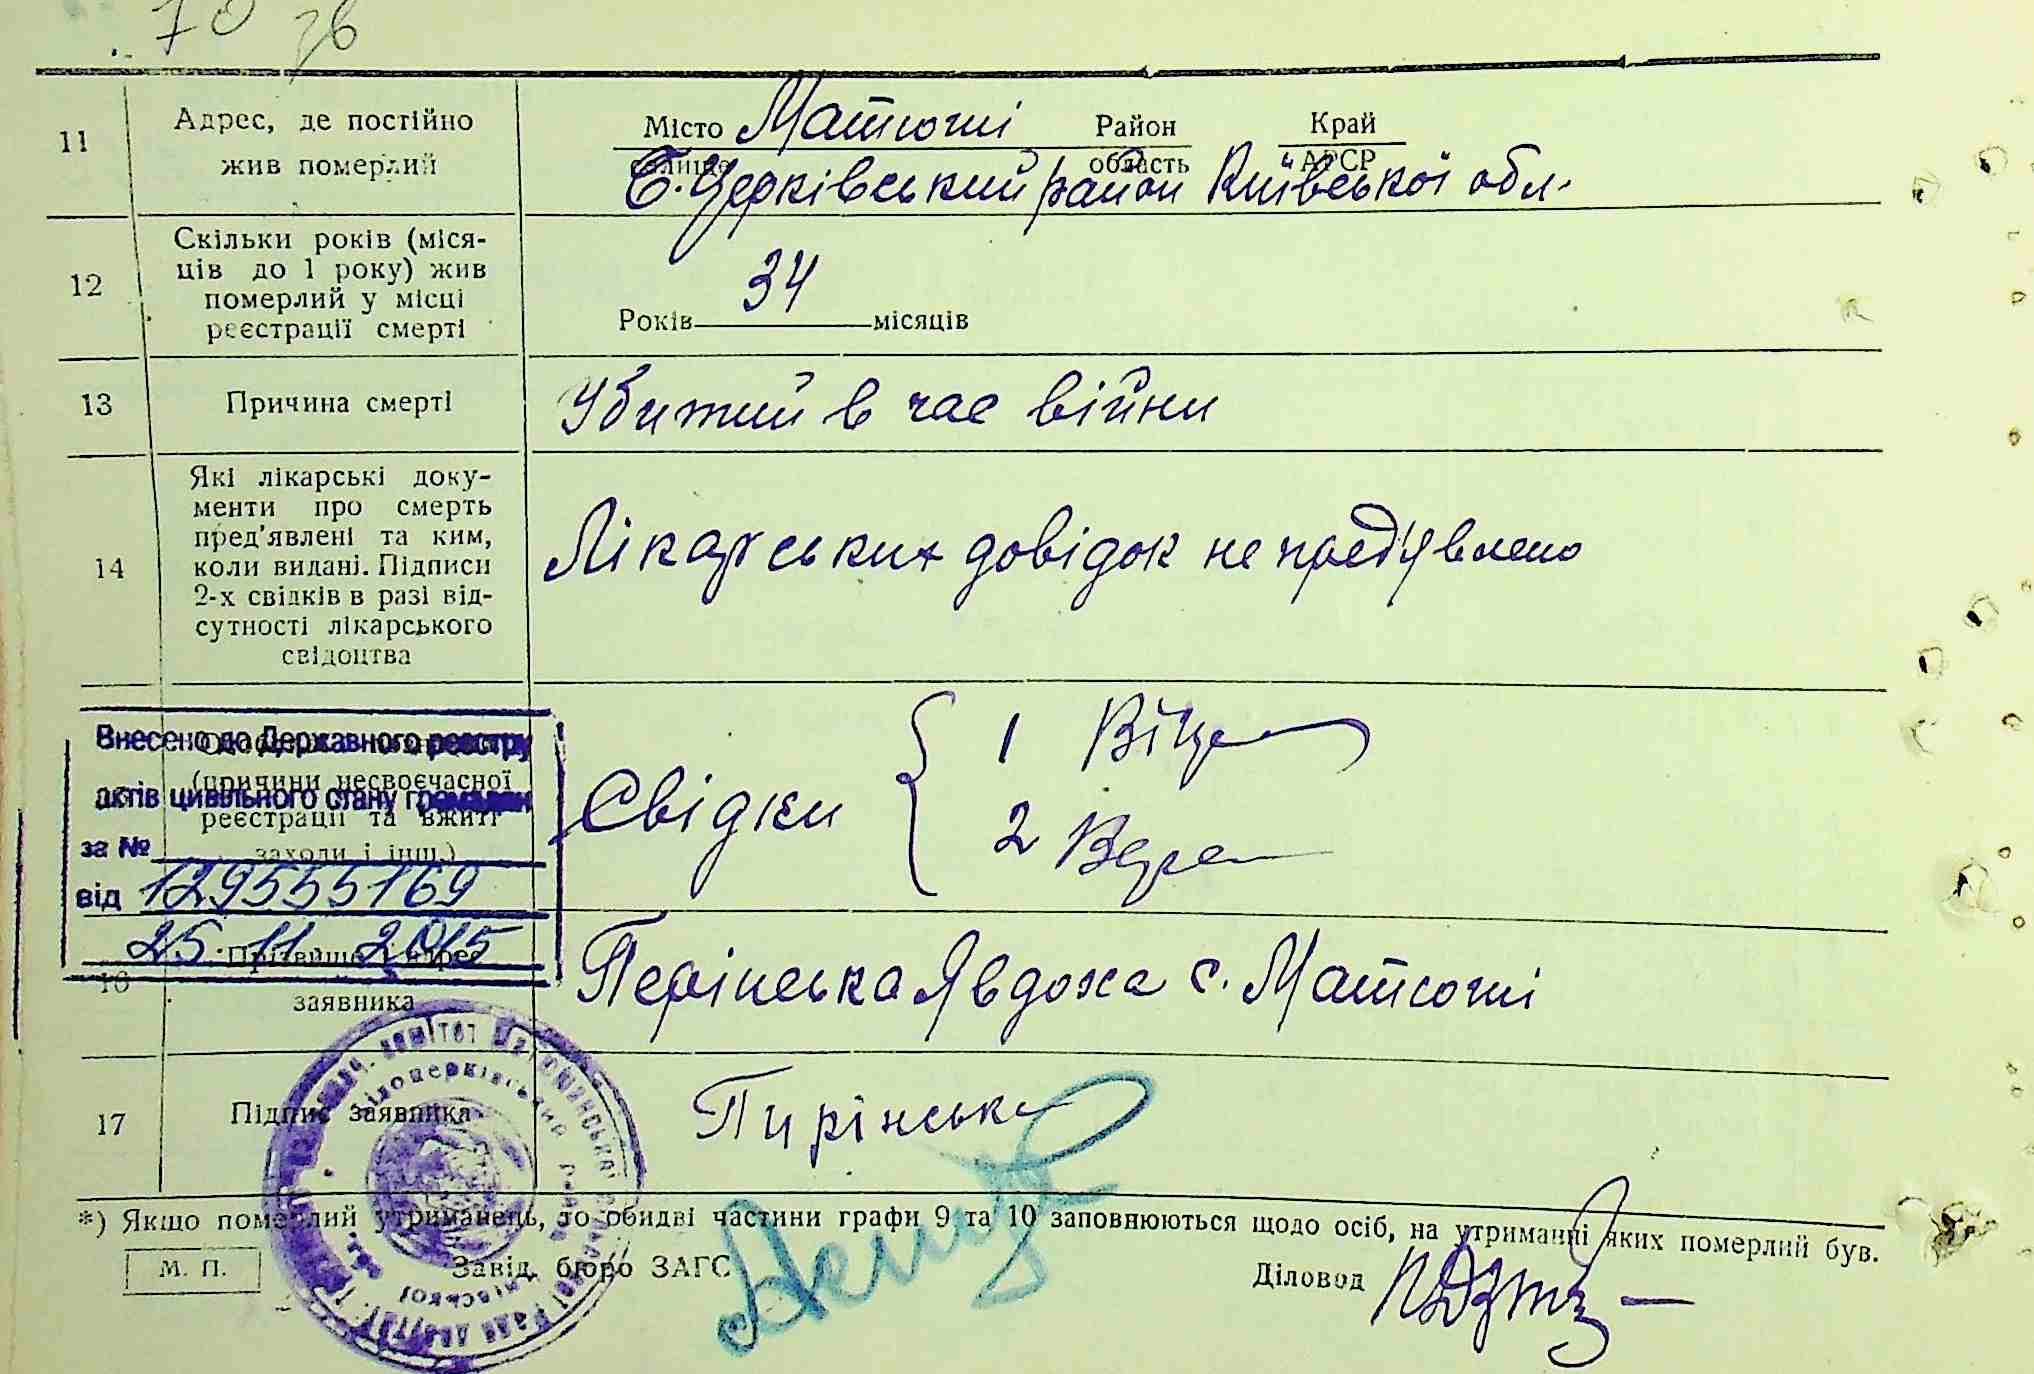 70 зв
11 Адрес, де постійно жив померлий
Місто селище Матюші Район область Край АРСР
Б. Церківський район Київської обл.
12 Скільки років (міся-
ців до 1 року) жив
померлий у місці
реєстрації смерті
Років 34 місяців
13 Причина смерті
Убитий в час війни
14 Які лікарські доку-
менти про смерть
пред'явлені та ким,
коли видані. Підписи
2-х свідків в разі від-
сутності лікарського
свідоцтва
Лікарських довідок не пред'явлено
Внесено до Державного реєстру
актів цивільного стану громадян
за №
від 129555169
25.11.2015
(причини несвоєчасної
реєстрації та вжиті
заходи і інш.)
Свідки
1
2
16 Прізвище і адрес
заявника
Перінська Явдоха с. Матюші
17 Підпис заявника
Пирінська
*) Якщо померлий утриманець, то обидві частини графи 9 та 10 заповнюються щодо осіб, на утриманні яких померлий був.
М. П.
Завід. бюро ЗАГС
Діловод